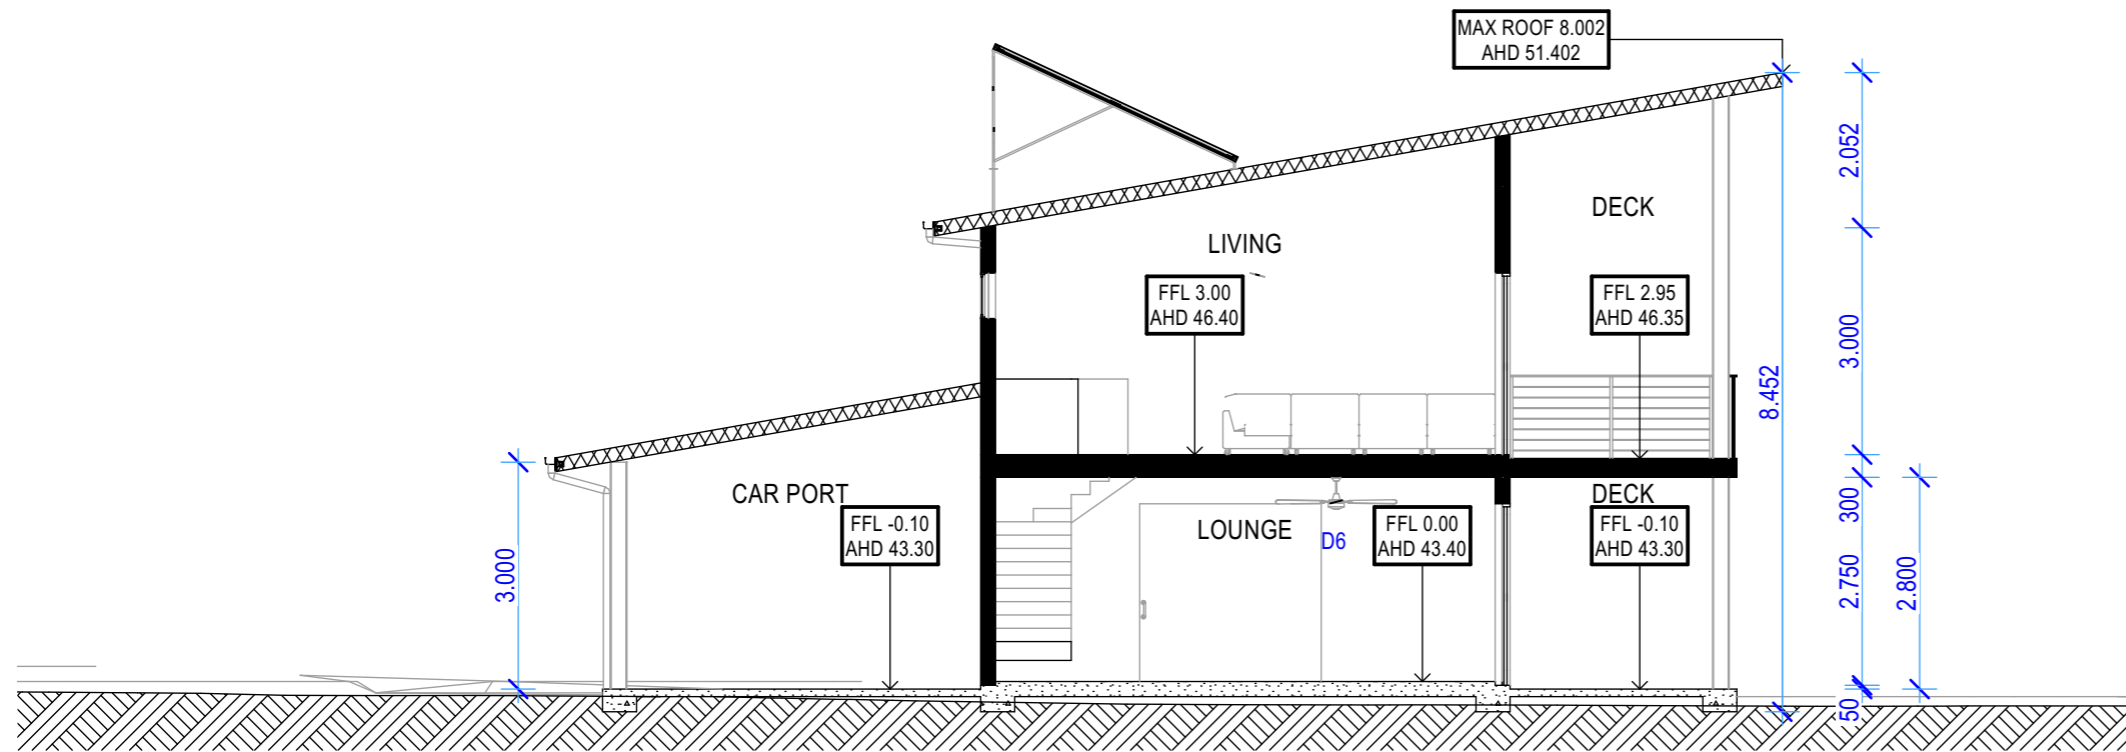 MAX ROOF 8.002
AHD 51.402
2.052
DECK
LIVING
FFL 3.00
AHD 46.40
FFL 2.95
AHD 46.35
3.000
8.452
CAR PORT
DECK
300
FFL -0.10
AHD 43.30
LOUNGE
D6
FFL 0.00
AHD 43.40
FFL -0.10
AHD 43.30
3.000
2.750
2.800
50